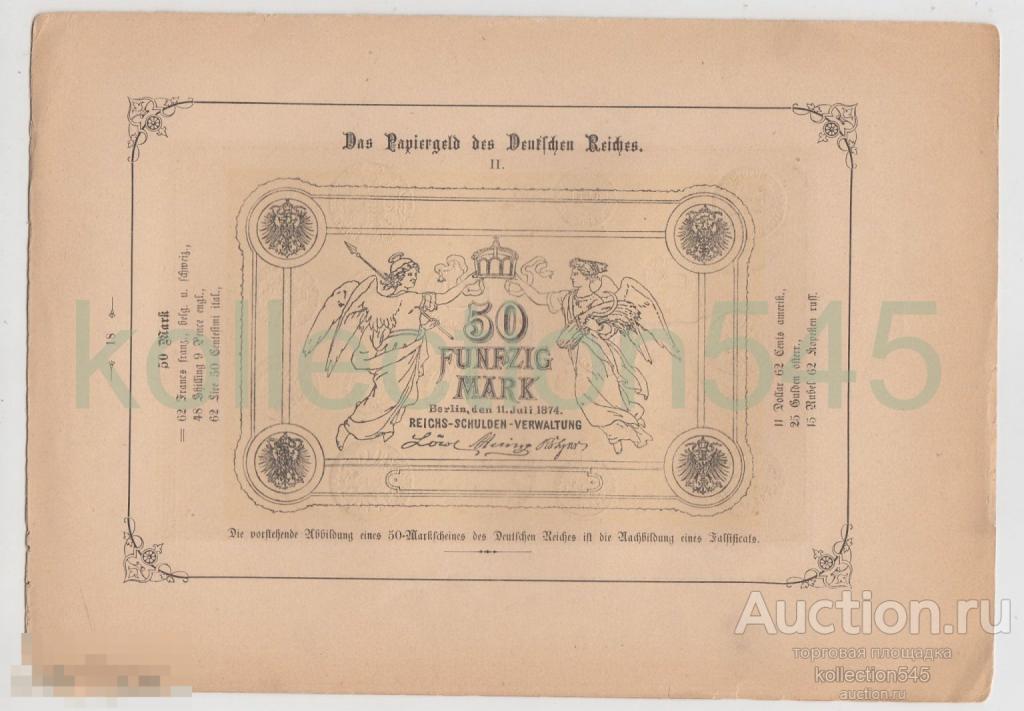 Das Papiergeld des Deutschen Reiches.
II.
18
50 Mark
= 62 Francs franz., belg. u. schweiz.,
48 Shilling 9 Pence engl.,
62 Lire 50 Centesimi ital.,
50
FUNFZIG
MARK
Berlin, den 11. Juli 1874.
REICHS-SCHULDEN-VERWALTUNG
Löwe
11 Dollar 62 Cents amerik.,
25 Gulden österr.,
15 Rubel 62 Kopeken russ.
Die vorstehende Abbildung eines 50-Markscheines des Deutschen Reiches ist die Nachbildung eines Falsificats.
kollection545
Auction.ru
торговая площадка
kollection545
auction.ru